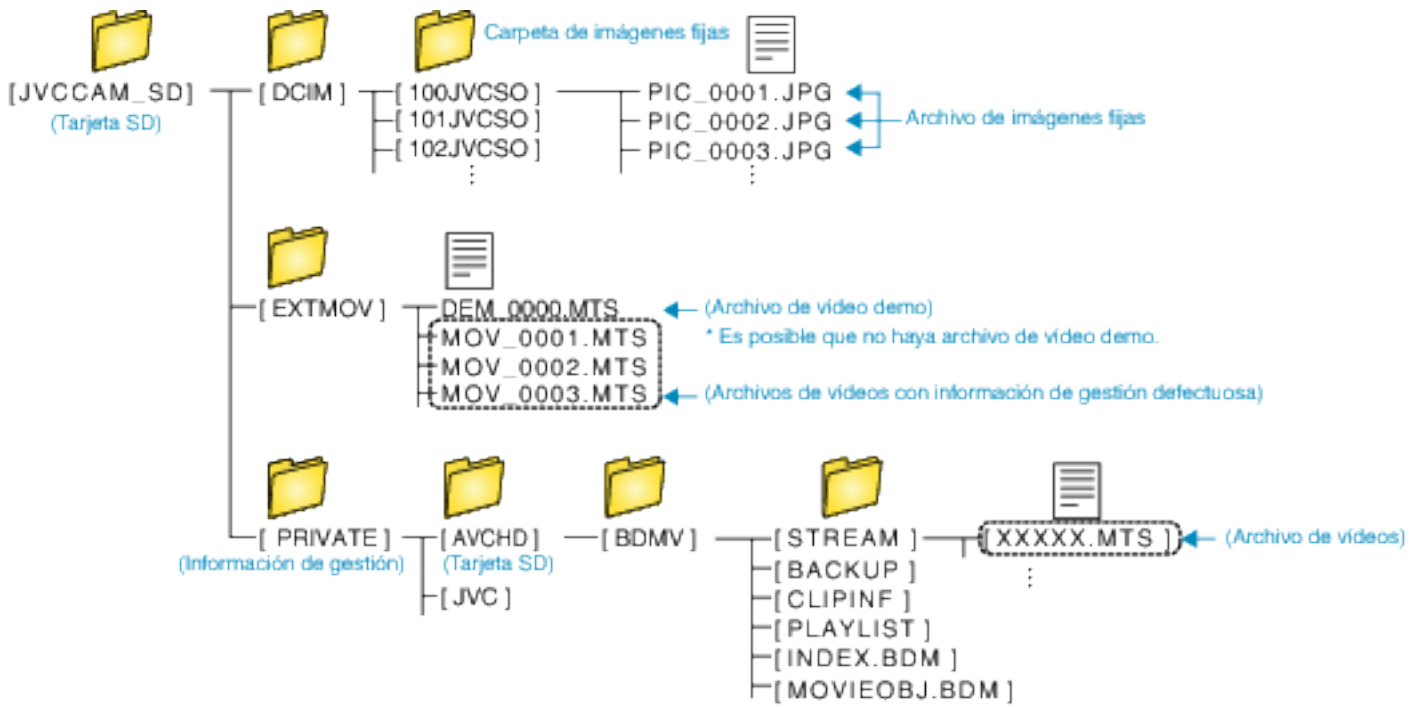 Carpeta de imágenes fijas
[JVCCAM_SD] [DCIM] [100JVCSO] PIC_0001.JPG
(Tarjeta SD) [101JVCSO] PIC_0002.JPG Archivo de imágenes fijas
[102JVCSO] PIC_0003.JPG
[EXTMOV] DEM_0000.MTS (Archivo de vídeo demo)
MOV_0001.MTS * Es posible que no haya archivo de vídeo demo.
MOV_0002.MTS
MOV_0003.MTS (Archivos de vídeos con información de gestión defectuosa)
[PRIVATE] [AVCHD] [BDMV] [STREAM] [XXXXX.MTS] (Archivo de vídeos)
(Información de gestión) (Tarjeta SD) [BACKUP]
[JVC] [CLIPINF]
[PLAYLIST]
[INDEX.BDM]
[MOVIEOBJ.BDM]